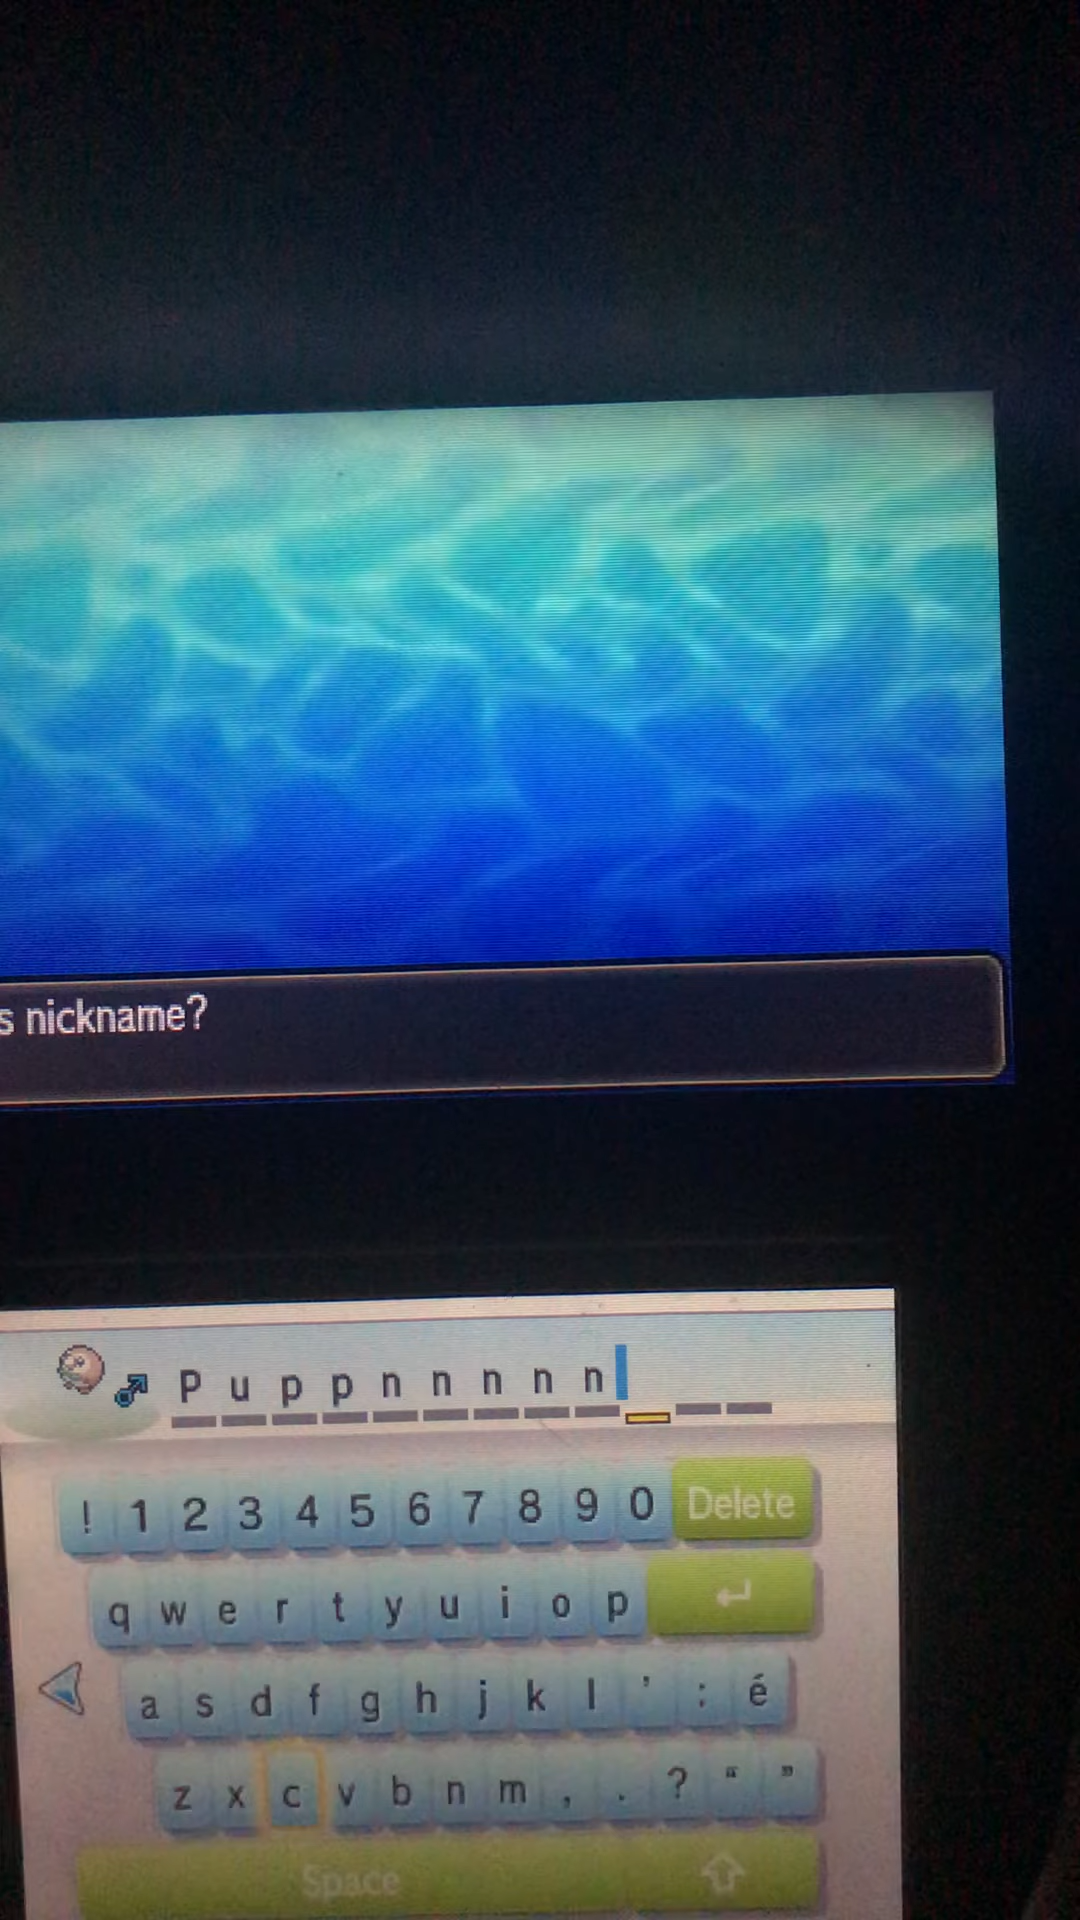 s nickname?
Puppnnnnn
! 1 2 3 4 5 6 7 8 9 0 Delete
q w e r t y u i o p
a s d f g h j k l ' : é
z x c v b n m , . ? “ ”
Space